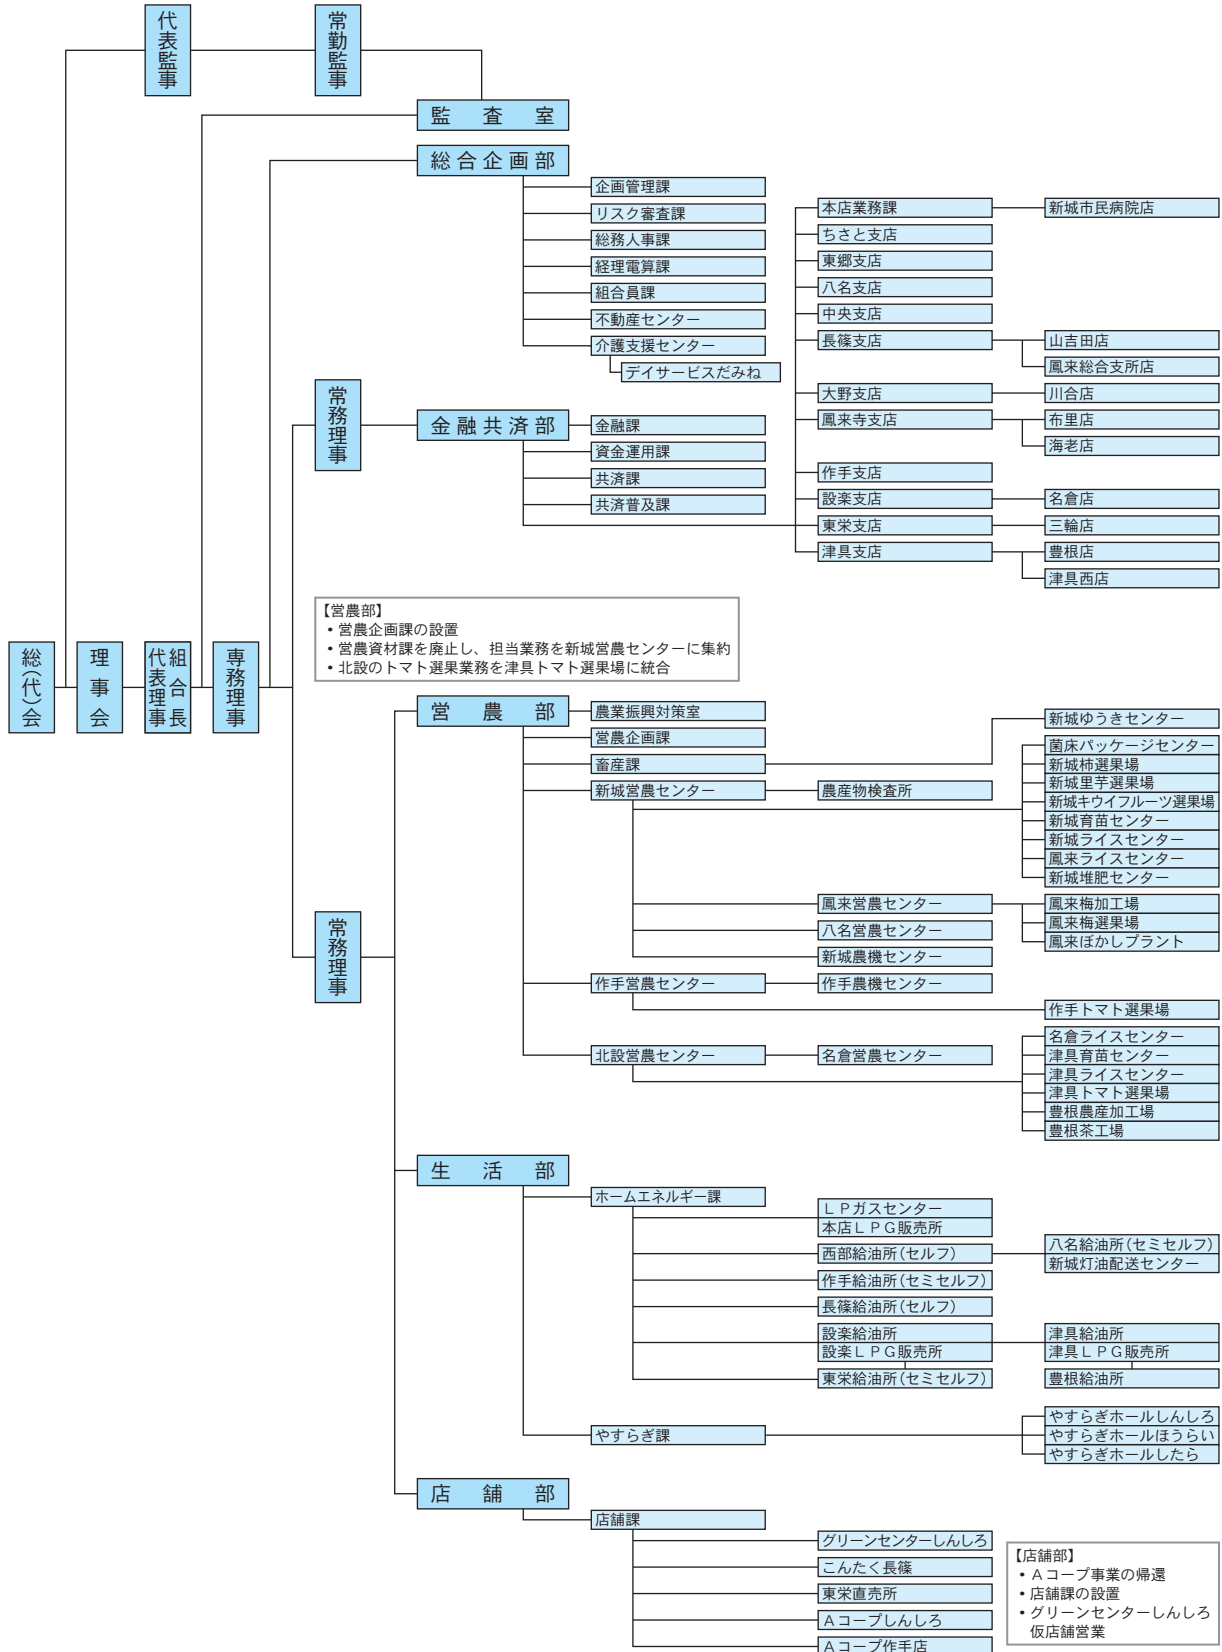 代表監事
常勤監事
監査室
総合企画部
企画管理課
リスク審査課
総務人事課
経理電算課
組合員課
不動産センター
介護支援センター
デイサービスだみね
常務理事
金融共済部
金融課
資金運用課
共済課
共済普及課
本店業務課
新城市民病院店
ちさと支店
東郷支店
八名支店
中央支店
長篠支店
山吉田店
鳳来総合支所店
大野支店
川合店
鳳来寺支店
布里店
海老店
作手支店
設楽支店
名倉店
東栄支店
三輪店
津具支店
豊根店
津具西店
【営農部】
・営農企画課の設置
・営農資材課を廃止し、担当業務を新城営農センターに集約
・北設のトマト選果業務を津具トマト選果場に統合
総(代)会
理事会
組合長
代表理事
専務理事
営農部
農業振興対策室
営農企画課
畜産課
新城ゆうきセンター
新城営農センター
農産物検査所
菌床パッケージセンター
新城柿選果場
新城里芋選果場
新城キウイフルーツ選果場
新城育苗センター
新城ライスセンター
鳳来ライスセンター
新城堆肥センター
鳳来営農センター
鳳来梅加工場
鳳来梅選果場
鳳来ぼかしプラント
八名営農センター
新城農機センター
常務理事
作手営農センター
作手農機センター
作手トマト選果場
北設営農センター
名倉営農センター
名倉ライスセンター
津具育苗センター
津具ライスセンター
津具トマト選果場
豊根農産加工場
豊根茶工場
生活部
ホームエネルギー課
LPガスセンター
本店LPG販売所
西部給油所(セルフ)
八名給油所(セミセルフ)
新城灯油配送センター
作手給油所(セミセルフ)
長篠給油所(セルフ)
設楽給油所
設楽LPG販売所
津具給油所
津具LPG販売所
東栄給油所(セミセルフ)
豊根給油所
やすらぎ課
やすらぎホールしんしろ
やすらぎホールほうらい
やすらぎホールしたら
店舗部
店舗課
グリーンセンターしんしろ
こんたく長篠
東栄直売所
Aコープしんしろ
Aコープ作手店
【店舗部】
・Aコープ事業の帰還
・店舗課の設置
・グリーンセンターしんしろ
仮店舗営業